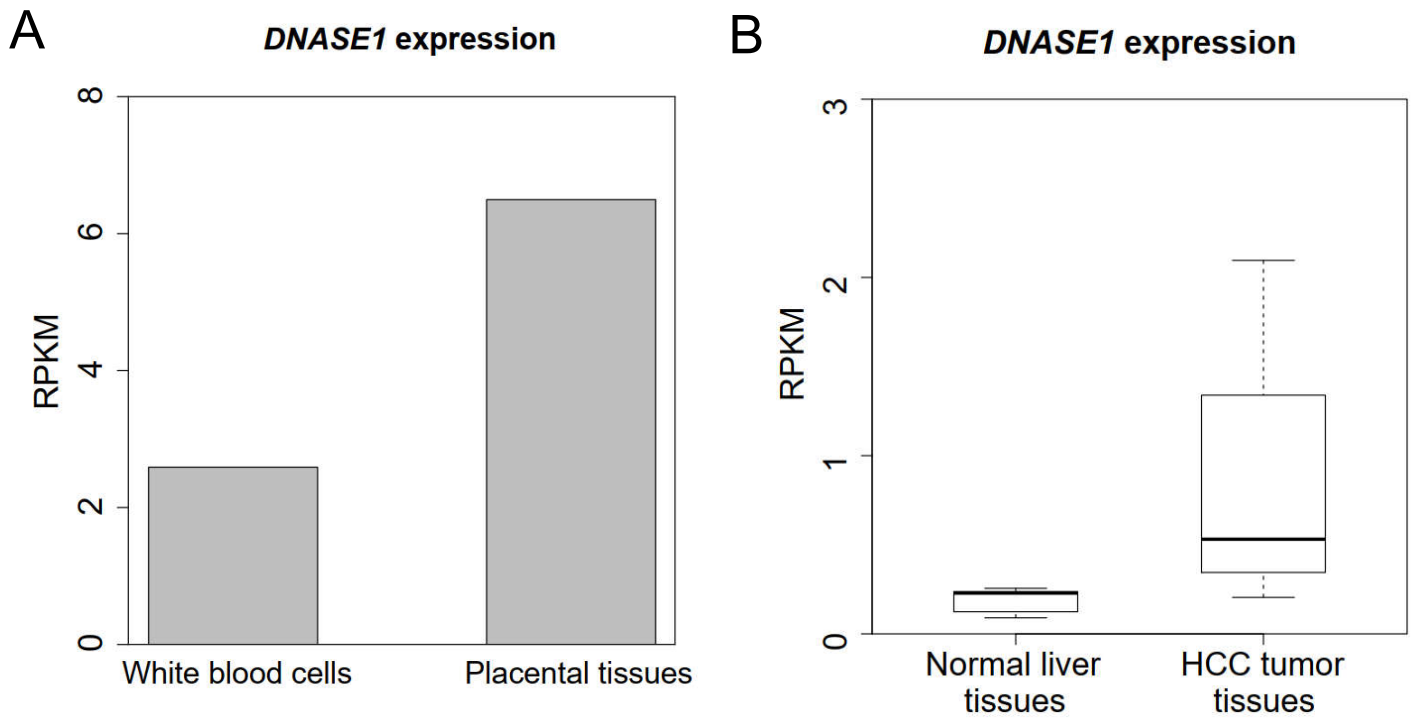 A
DNASE1 expression
RPKM
8
6
4
2
0
White blood cells
Placental tissues
B
DNASE1 expression
RPKM
3
2
1
0
Normal liver
tissues
HCC tumor
tissues